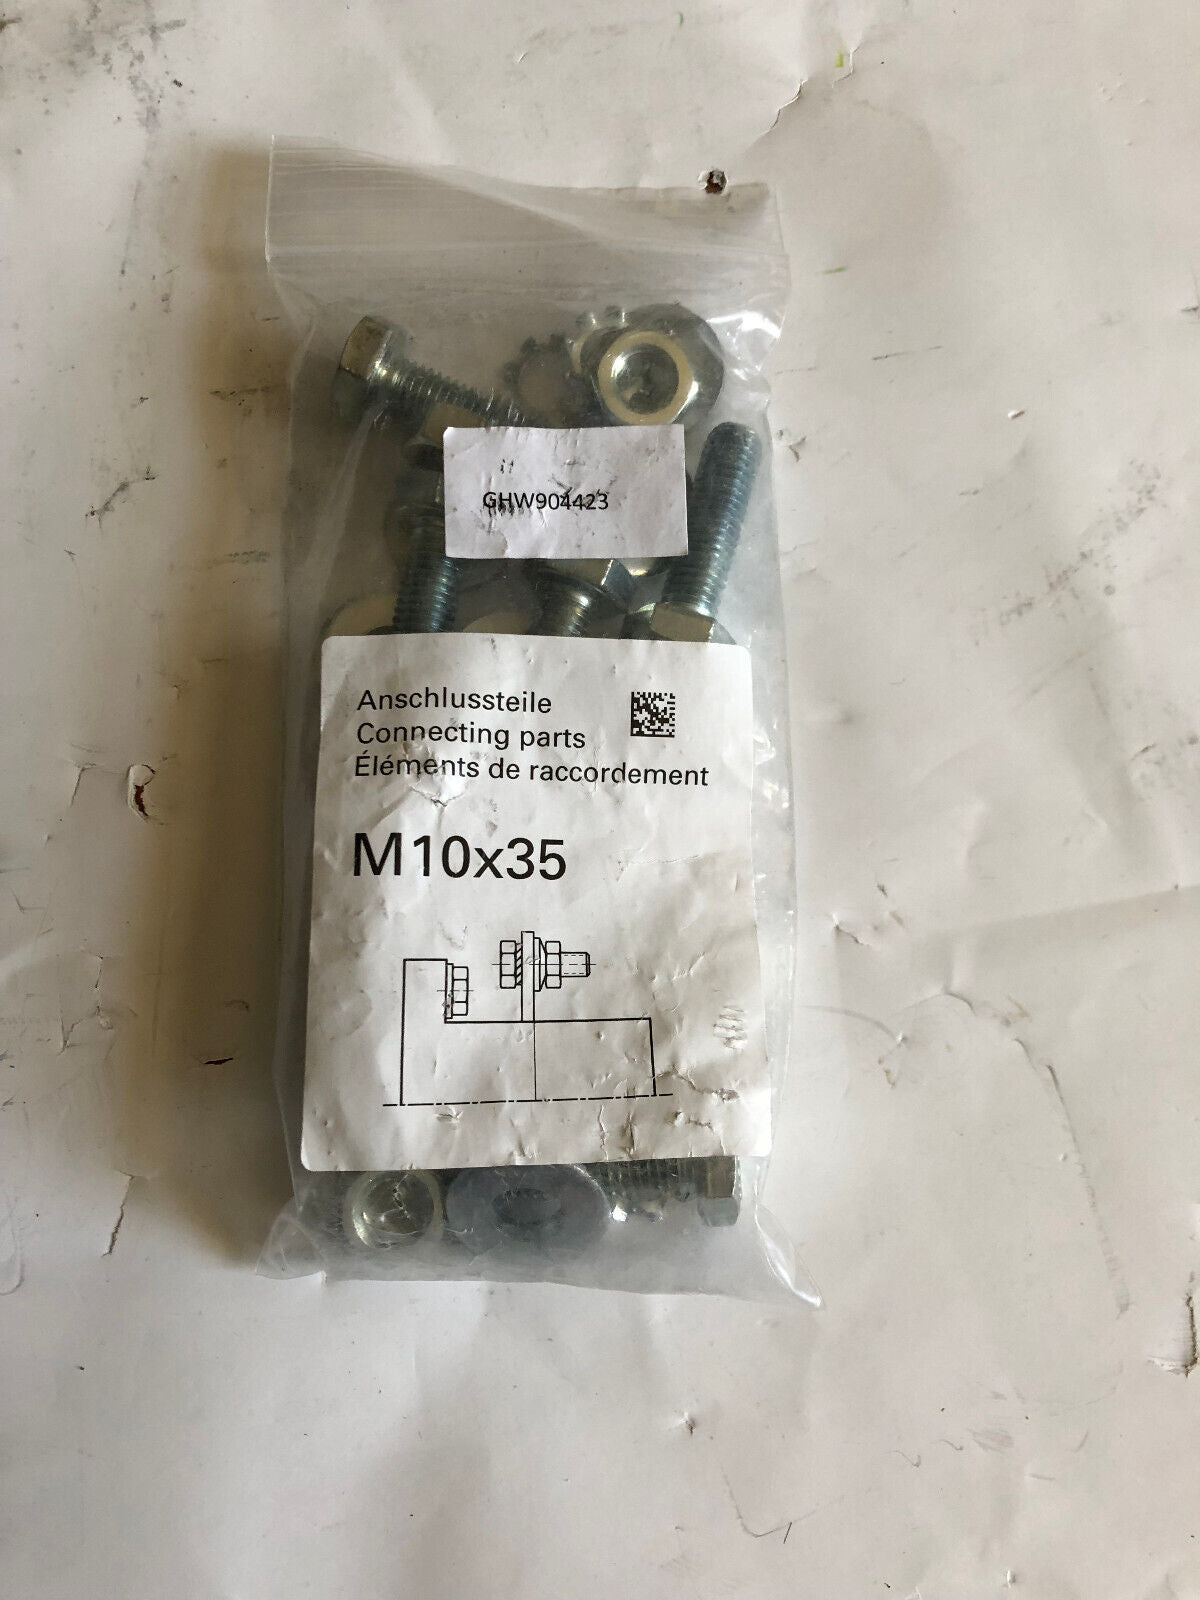 GHW904423
Anschlussteile
Connecting parts
Éléments de raccordement
M10x35